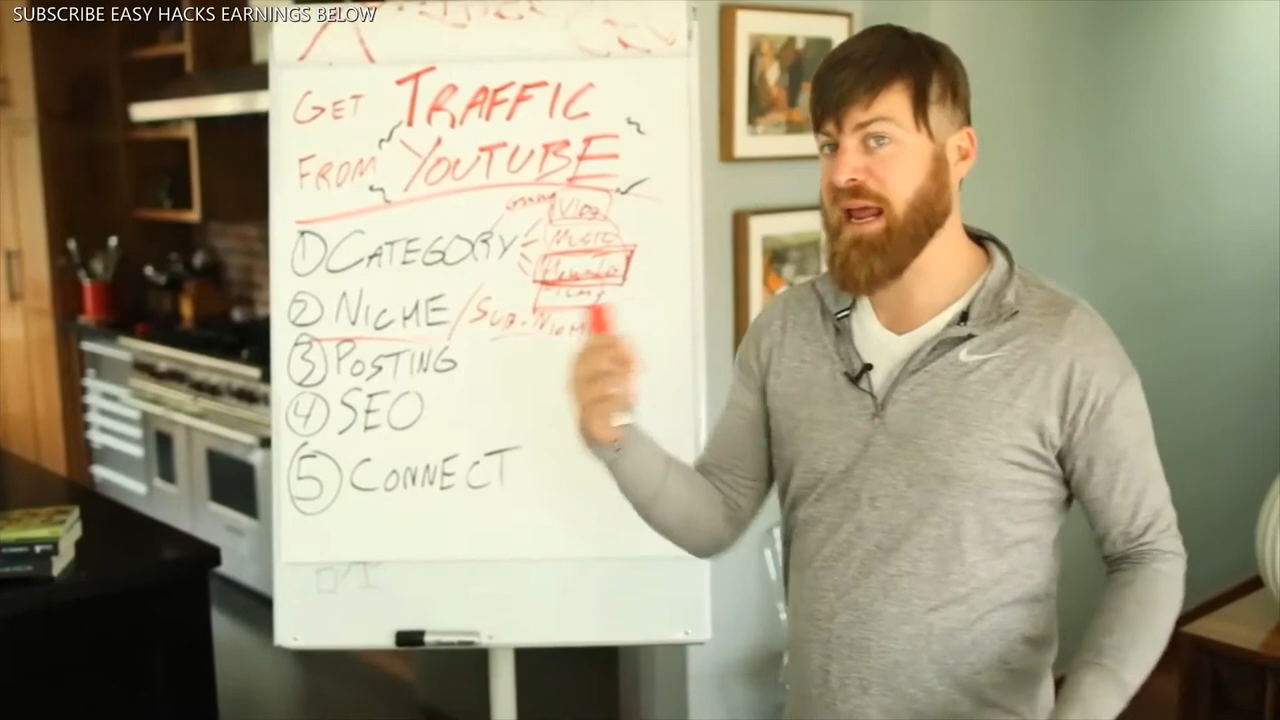 SUBSCRIBE EASY HACKS EARNINGS BELOW
GET TRAFFIC
FROM YOUTUBE
Vlog
① CATEGORY
MUSIC
② NICHE / SUB-NICHE
③ POSTING
④ SEO
⑤ CONNECT